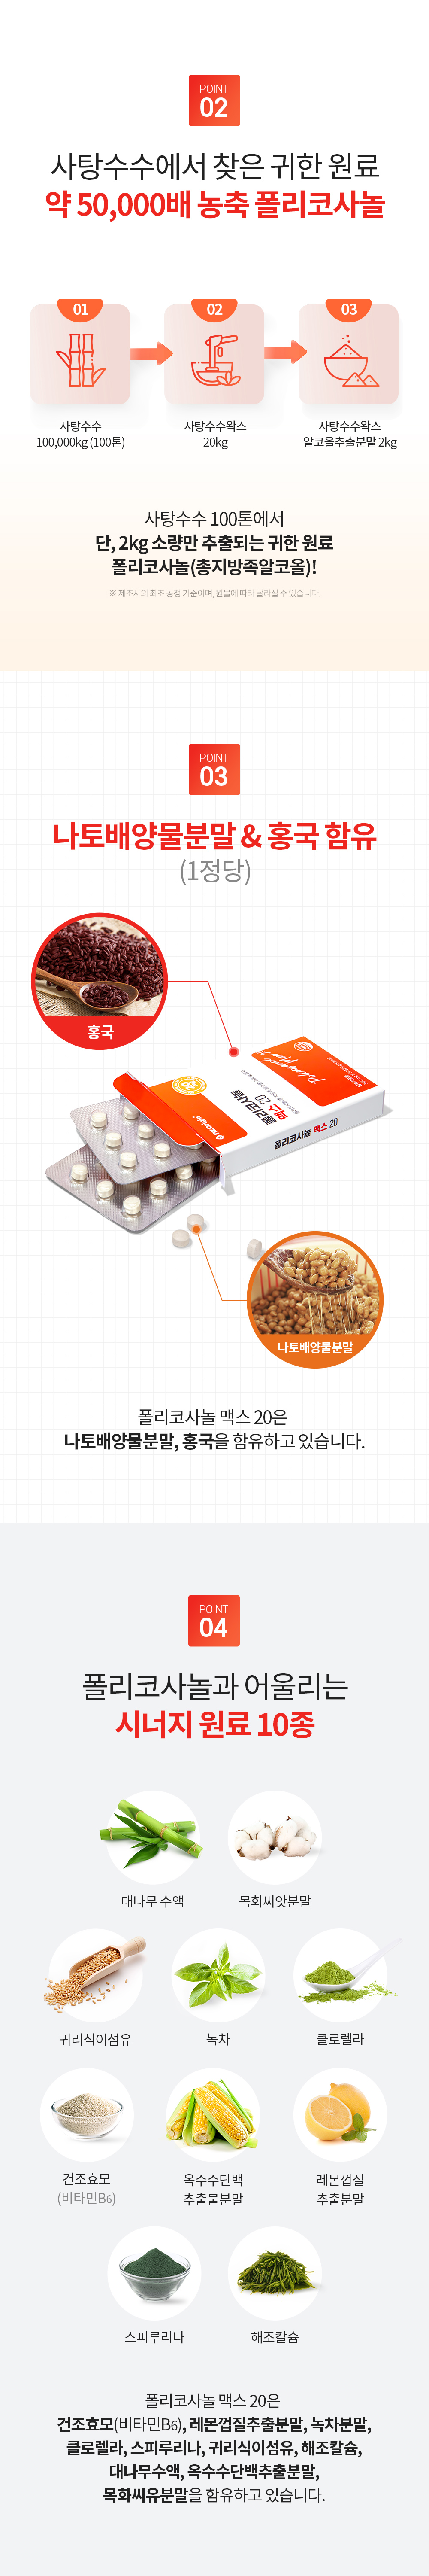 POINT
02
사탕수수에서 찾은 귀한 원료
약 50,000배 농축 폴리코사놀
01
02
03
사탕수수
100,000kg (100톤)
사탕수수왁스
20kg
사탕수수왁스
알코올추출분말 2kg
사탕수수 100톤에서
단, 2kg 소량만 추출되는 귀한 원료
폴리코사놀(총지방족알코올)!
※ 제조사의 최초 공정 기준이며, 원물에 따라 달라질 수 있습니다.
POINT
03
나토배양물분말 & 홍국 함유
(1정당)
홍국
폴리코사놀
맥스 20
폴리코사놀 맥스 20
나토배양물분말
폴리코사놀 맥스 20은
나토배양물분말, 홍국을 함유하고 있습니다.
POINT
04
폴리코사놀과 어울리는
시너지 원료 10종
대나무 수액
목화씨앗분말
귀리식이섬유
녹차
클로렐라
건조효모
(비타민B6)
옥수수단백
추출물분말
레몬껍질
추출분말
스피루리나
해조칼슘
폴리코사놀 맥스 20은
건조효모(비타민B6), 레몬껍질추출분말, 녹차분말,
클로렐라, 스피루리나, 귀리식이섬유, 해조칼슘,
대나무수액, 옥수수단백추출분말,
목화씨유분말을 함유하고 있습니다.